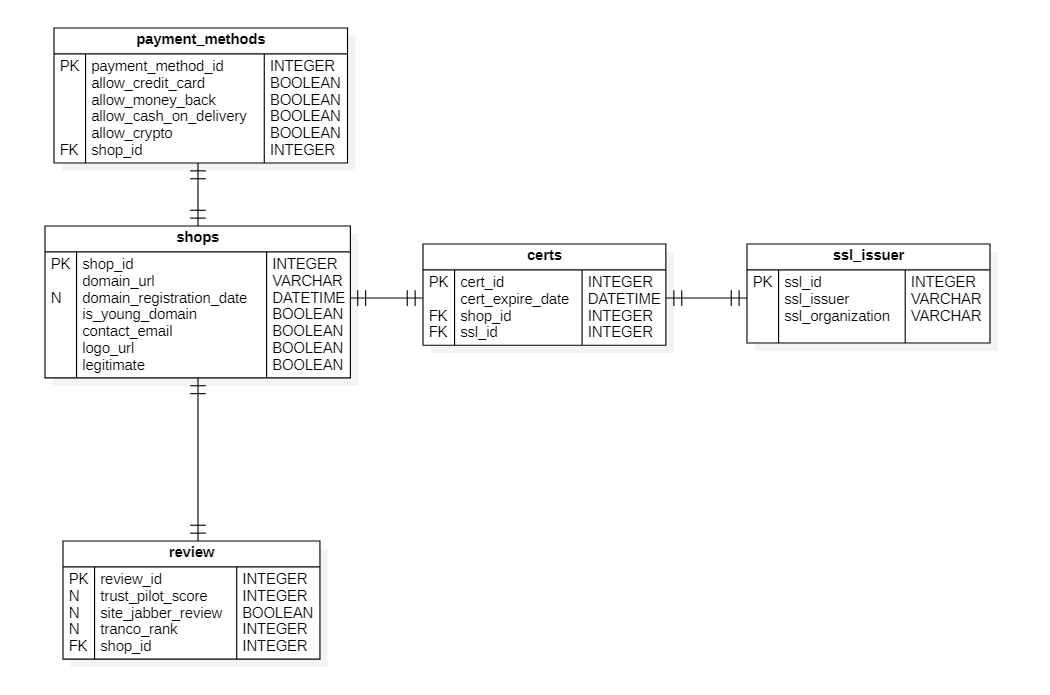 payment_methods
PK payment_method_id INTEGER
allow_credit_card BOOLEAN
allow_money_back BOOLEAN
allow_cash_on_delivery BOOLEAN
allow_crypto BOOLEAN
FK shop_id INTEGER
shops
PK shop_id INTEGER
domain_url VARCHAR
N domain_registration_date DATETIME
is_young_domain BOOLEAN
contact_email BOOLEAN
logo_url BOOLEAN
legitimate BOOLEAN
certs
PK cert_id INTEGER
cert_expire_date DATETIME
FK shop_id INTEGER
FK ssl_id INTEGER
ssl_issuer
PK ssl_id INTEGER
ssl_issuer VARCHAR
ssl_organization VARCHAR
review
PK review_id INTEGER
N trust_pilot_score INTEGER
N site_jabber_review BOOLEAN
N tranco_rank INTEGER
FK shop_id INTEGER